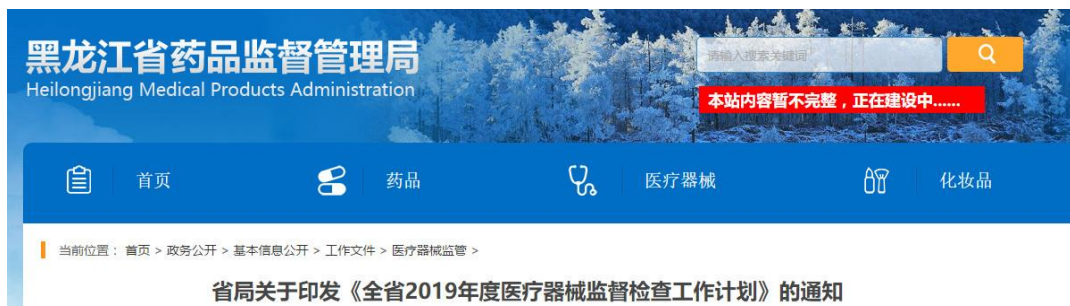 黑龙江省药品监督管理局
Heilongjiang Medical Products Administration
请输入搜索关键词
本站内容暂不完整，正在建设中......
首页
药品
医疗器械
化妆品
当前位置： 首页 > 政务公开 > 基本信息公开 > 工作文件 > 医疗器械监管 >
省局关于印发《全省2019年度医疗器械监督检查工作计划》的通知